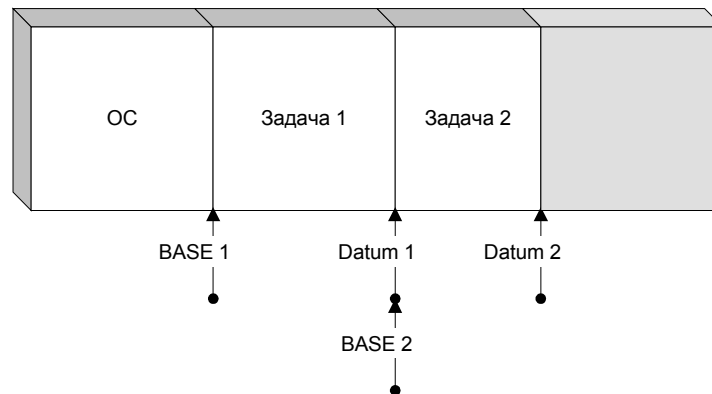 ОС
Задача 1
Задача 2
BASE 1
Datum 1
Datum 2
BASE 2